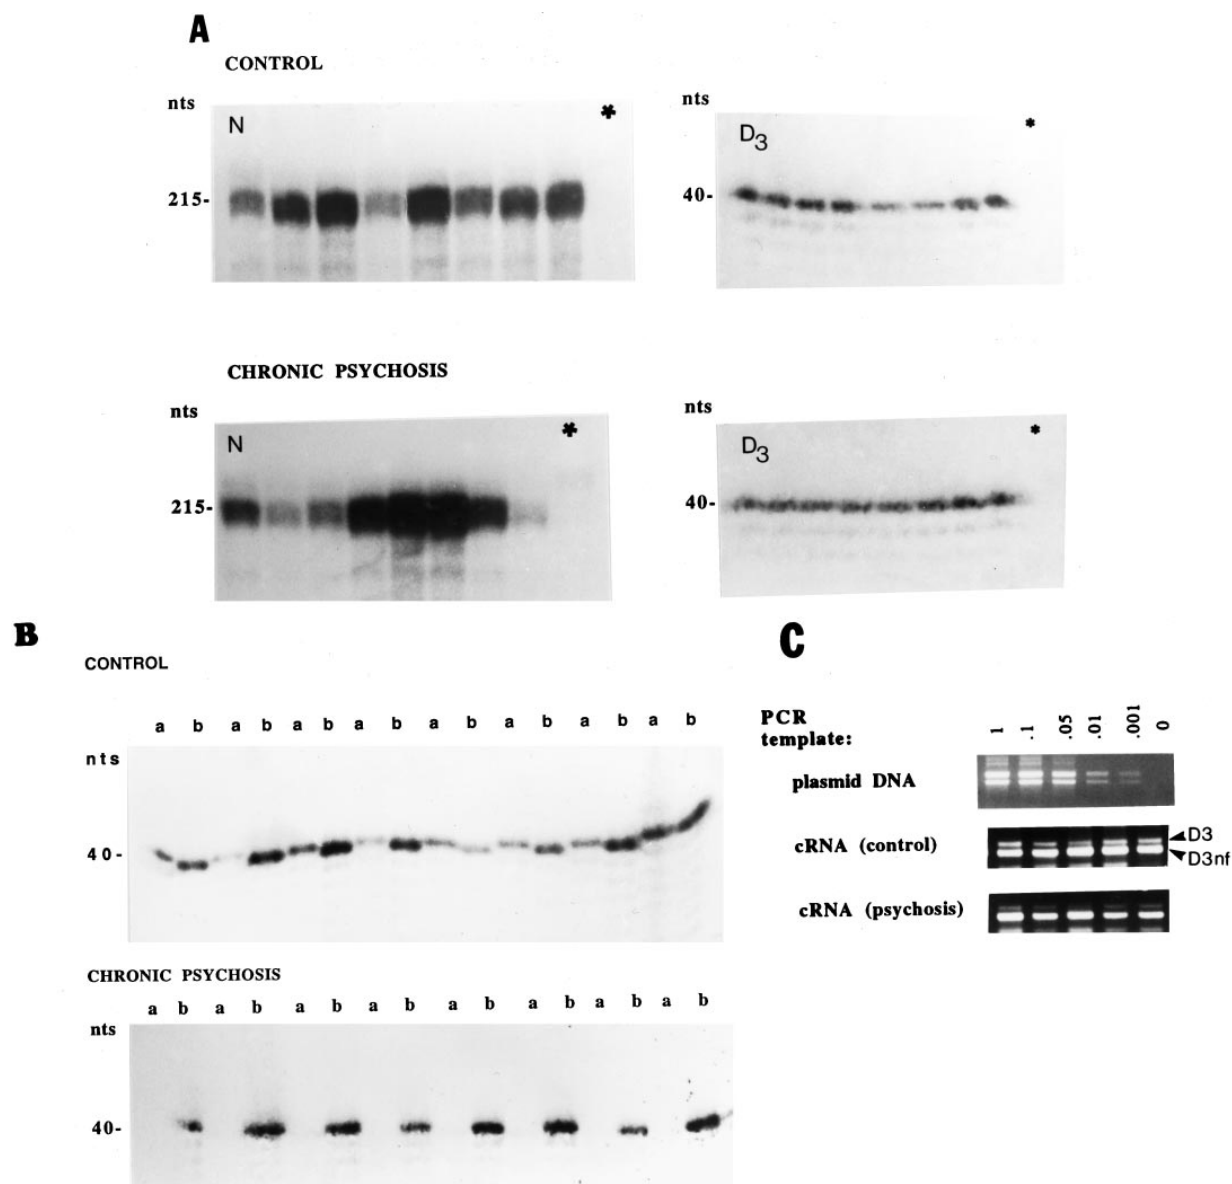 A
CONTROL
nts
N
*
215-
nts
D3
*
40-
CHRONIC PSYCHOSIS
nts
N
*
215-
nts
D3
*
40-
B
CONTROL
a b a b a b a b a b a b a b a b
nts
40-
CHRONIC PSYCHOSIS
a b a b a b a b a b a b a b a b
nts
40-
C
PCR
template:
1 .1 .05 .01 .001 0
plasmid DNA
cRNA (control)
D3
D3nf
cRNA (psychosis)